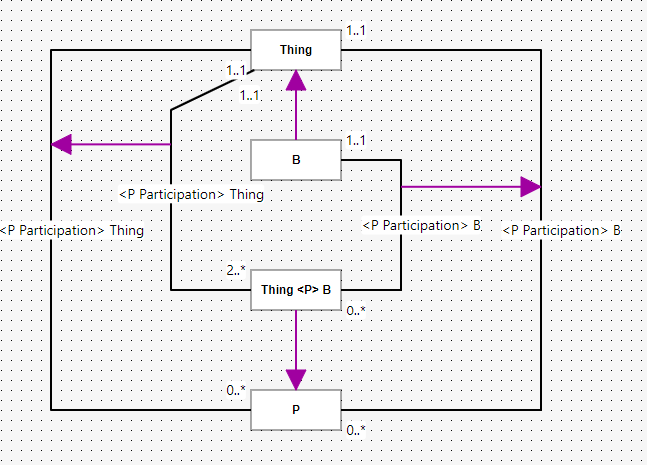 1..1
Thing
1..1
1..1
1..1
B
<P Participation> Thing
<P Participation> B
<P Participation> Thing
<P Participation> B
2..*
Thing <P> B
0..*
0..*
P
0..*